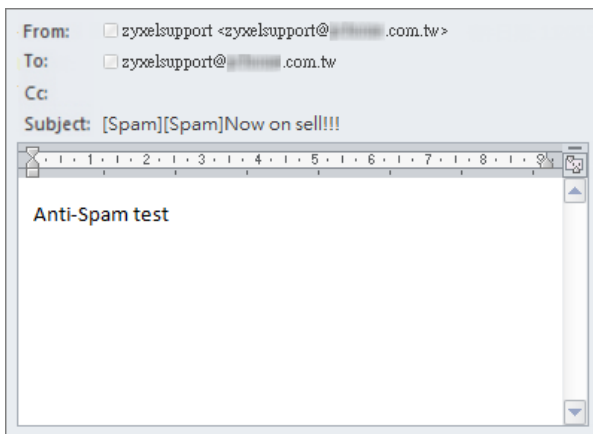 From: zyxelsupport <zyxelsupport@ .com.tw>
To: zyxelsupport@ .com.tw
Cc:
Subject: [Spam][Spam]Now on sell!!!
1 2 3 4 5 6 7 8 9
Anti-Spam test